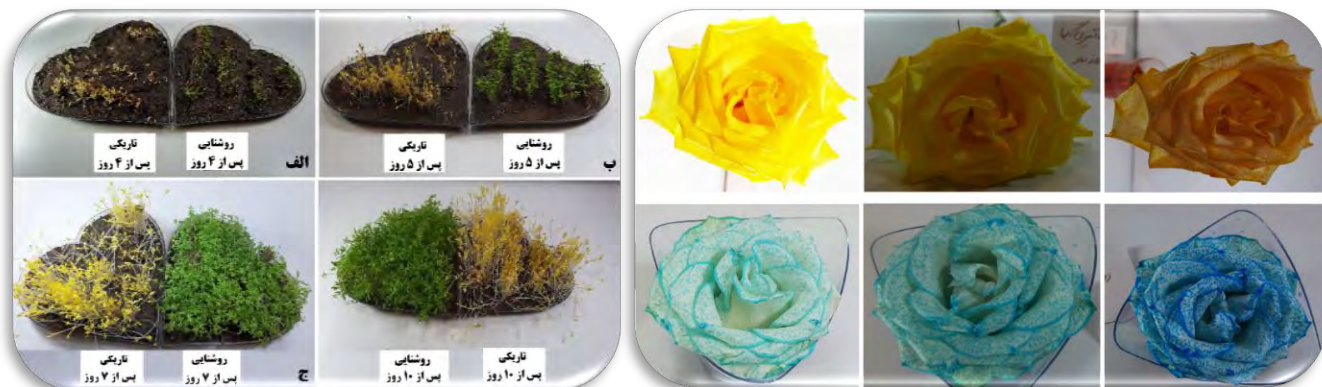 تاریکی
پس از ۴ روز
روشنایی
پس از ۴ روز
الف
تاریکی
پس از ۵ روز
روشنایی
پس از ۵ روز
ب
تاریکی
پس از ۷ روز
روشنایی
پس از ۷ روز
ج
روشنایی
پس از ۱۰ روز
تاریکی
پس از ۱۰ روز